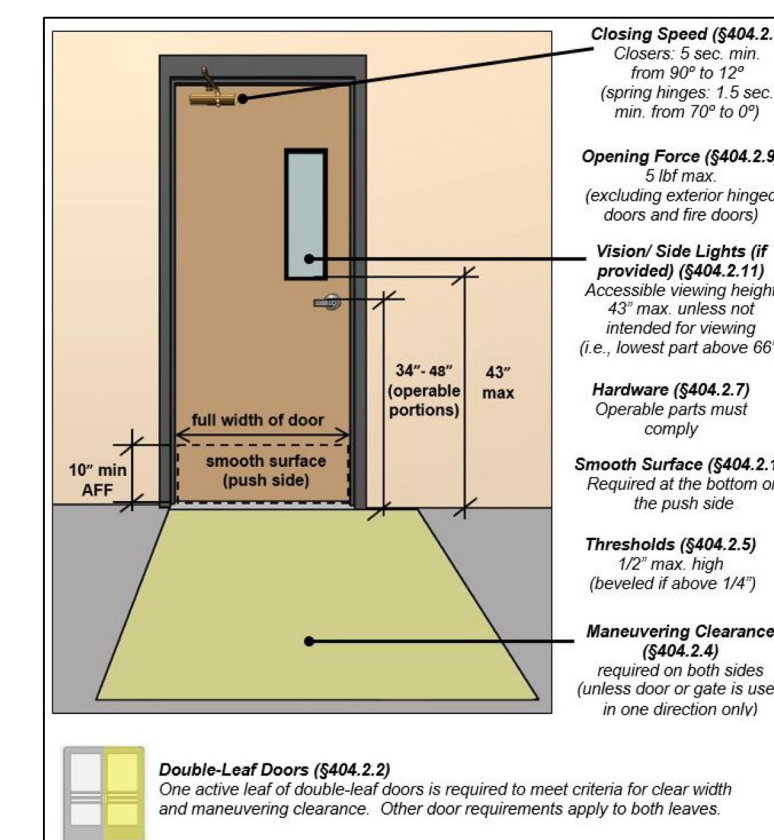 Closing Speed (§404.2.
Closers: 5 sec. min.
from 90º to 12º
(spring hinges: 1.5 sec.
min. from 70º to 0º)
Opening Force (§404.2.9)
5 lbf max.
(excluding exterior hinged
doors and fire doors)
Vision/ Side Lights (if
provided) (§404.2.11)
Accessible viewing height
43” max. unless not
intended for viewing
(i.e., lowest part above 66”
34”- 48”
(operable
portions)
43”
max
Hardware (§404.2.7)
Operable parts must
comply
full width of door
10” min
AFF
smooth surface
(push side)
Smooth Surface (§404.2.1
Required at the bottom on
the push side
Thresholds (§404.2.5)
1/2” max. high
(beveled if above 1/4”)
Maneuvering Clearance
(§404.2.4)
required on both sides
(unless door or gate is use
in one direction only)
Double-Leaf Doors (§404.2.2)
One active leaf of double-leaf doors is required to meet criteria for clear width
and maneuvering clearance. Other door requirements apply to both leaves.